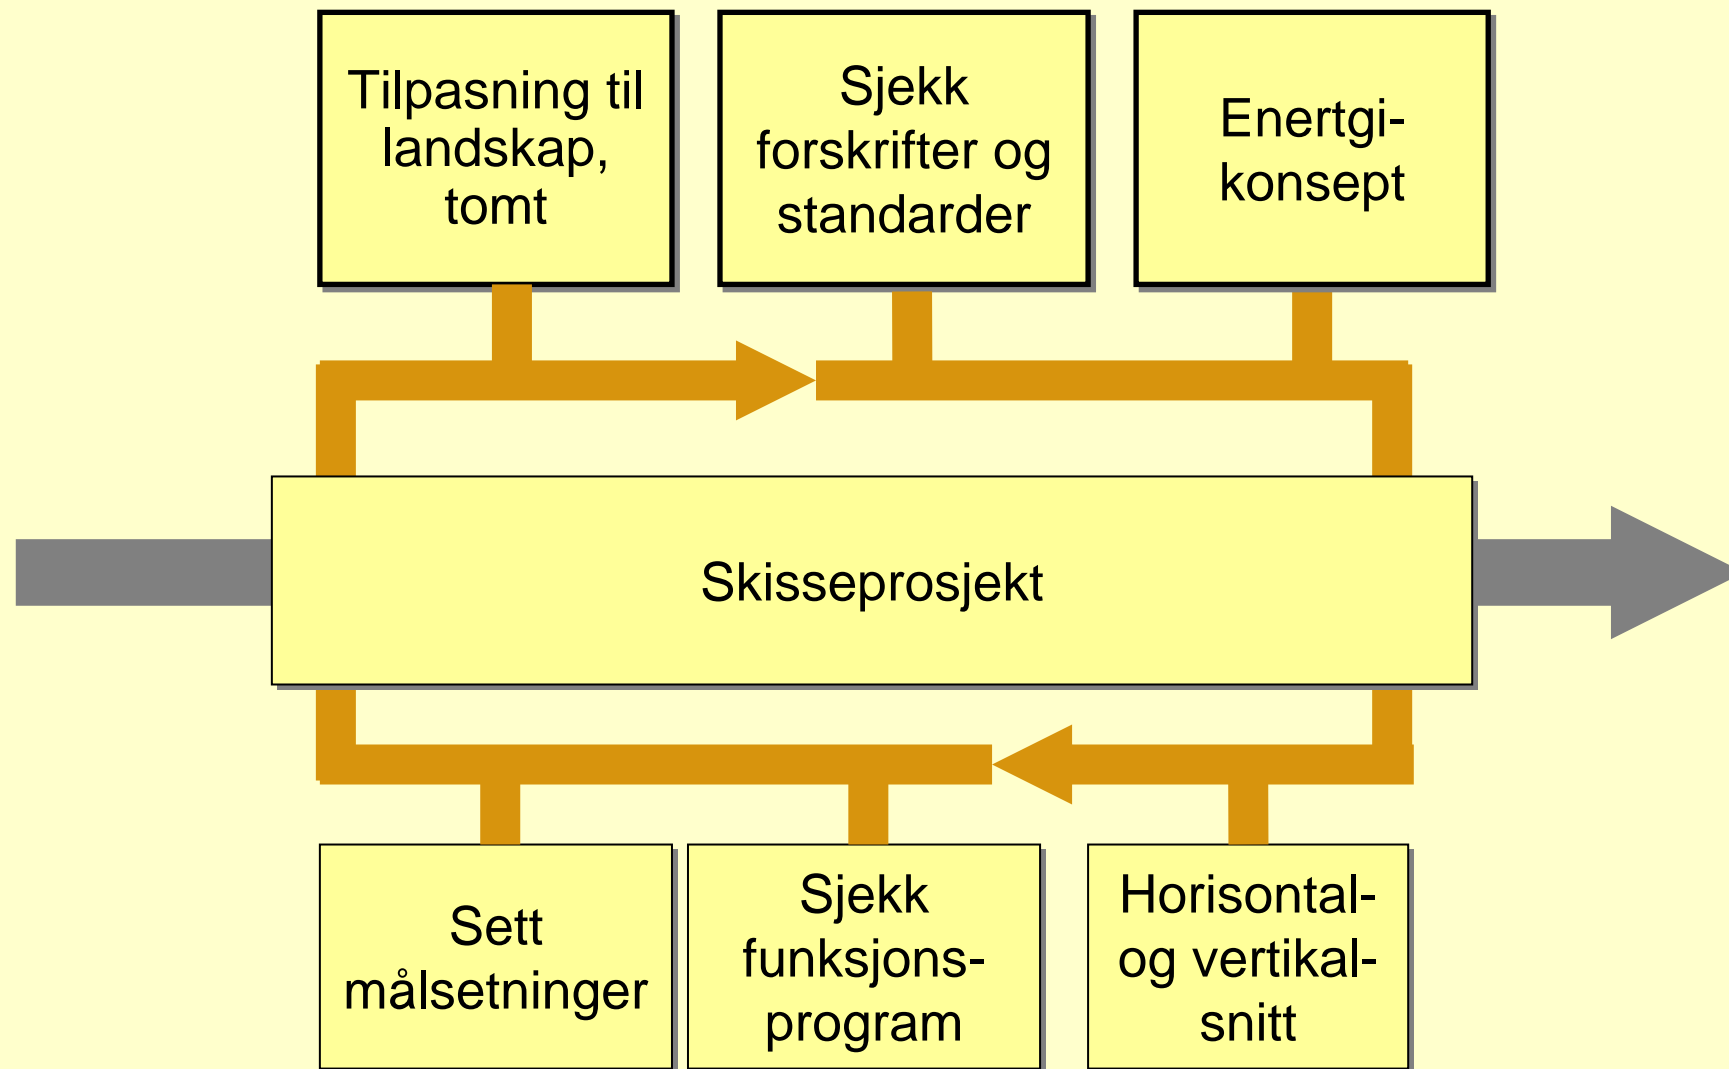 Tilpasning til
landskap,
tomt
Sjekk
forskrifter og
standarder
Enertgi-
konsept
Skisseprosjekt
Sett
målsetninger
Sjekk
funksjons-
program
Horisontal-
og vertikal-
snitt